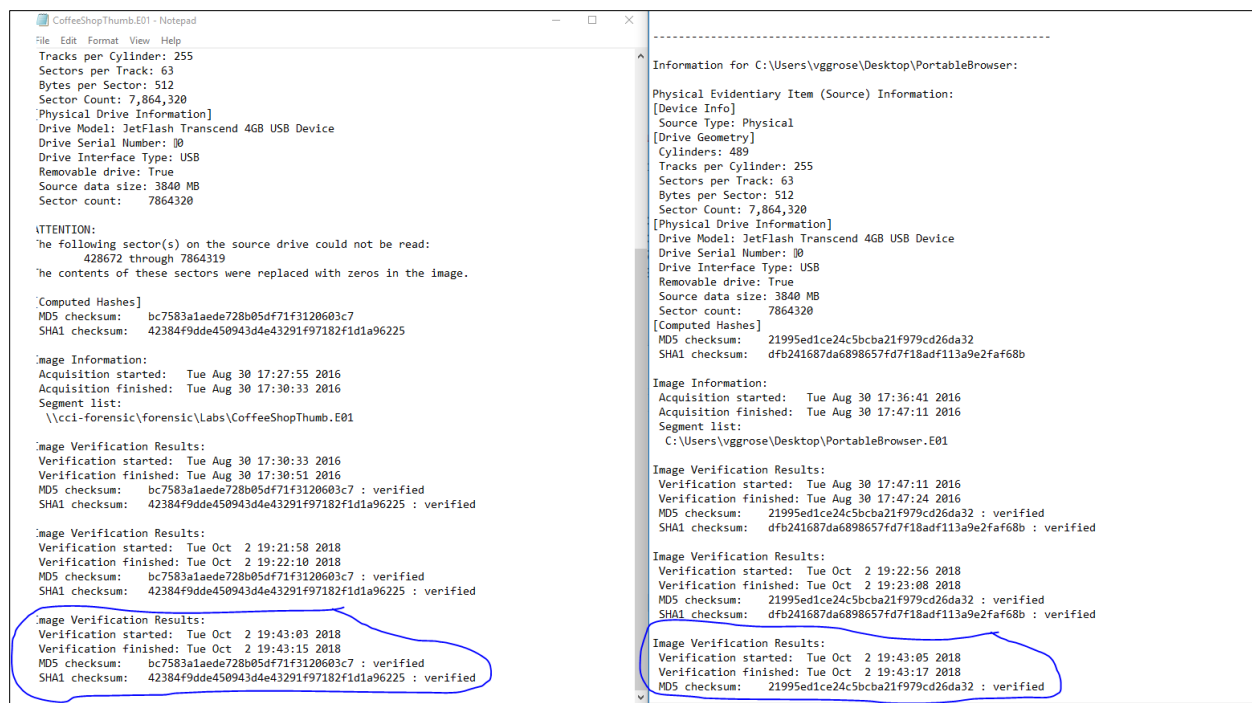 CoffeeShopThumb.E01 - Notepad
File Edit Format View Help
Tracks per Cylinder: 255
Sectors per Track: 63
Bytes per Sector: 512
Sector Count: 7,864,320
[Physical Drive Information]
Drive Model: JetFlash Transcend 4GB USB Device
Drive Serial Number: ▯0
Drive Interface Type: USB
Removable drive: True
Source data size: 3840 MB
Sector count:    7864320
ATTENTION:
The following sector(s) on the source drive could not be read:
428672 through 7864319
The contents of these sectors were replaced with zeros in the image.
[Computed Hashes]
MD5 checksum:    bc7583a1aede728b05df71f3120603c7
SHA1 checksum:   42384f9dde450943d4e43291f97182f1d1a96225
Image Information:
Acquisition started:   Tue Aug 30 17:27:55 2016
Acquisition finished:  Tue Aug 30 17:30:33 2016
Segment list:
\\cci-forensic\forensic\Labs\CoffeeShopThumb.E01
Image Verification Results:
Verification started:  Tue Aug 30 17:30:33 2016
Verification finished: Tue Aug 30 17:30:51 2016
MD5 checksum:    bc7583a1aede728b05df71f3120603c7 : verified
SHA1 checksum:   42384f9dde450943d4e43291f97182f1d1a96225 : verified
Image Verification Results:
Verification started:  Tue Oct  2 19:21:58 2018
Verification finished: Tue Oct  2 19:22:10 2018
MD5 checksum:    bc7583a1aede728b05df71f3120603c7 : verified
SHA1 checksum:   42384f9dde450943d4e43291f97182f1d1a96225 : verified
Image Verification Results:
Verification started:  Tue Oct  2 19:43:03 2018
Verification finished: Tue Oct  2 19:43:15 2018
MD5 checksum:    bc7583a1aede728b05df71f3120603c7 : verified
SHA1 checksum:   42384f9dde450943d4e43291f97182f1d1a96225 : verified
--------------------------------------------------------------
Information for C:\Users\vggrose\Desktop\PortableBrowser:
Physical Evidentiary Item (Source) Information:
[Device Info]
Source Type: Physical
[Drive Geometry]
Cylinders: 489
Tracks per Cylinder: 255
Sectors per Track: 63
Bytes per Sector: 512
Sector Count: 7,864,320
[Physical Drive Information]
Drive Model: JetFlash Transcend 4GB USB Device
Drive Serial Number: ▯0
Drive Interface Type: USB
Removable drive: True
Source data size: 3840 MB
Sector count:    7864320
[Computed Hashes]
MD5 checksum:    21995ed1ce24c5bcba21f979cd26da32
SHA1 checksum:   dfb241687da6898657fd7f18adf113a9e2faf68b
Image Information:
Acquisition started:   Tue Aug 30 17:36:41 2016
Acquisition finished:  Tue Aug 30 17:47:11 2016
Segment list:
C:\Users\vggrose\Desktop\PortableBrowser.E01
Image Verification Results:
Verification started:  Tue Aug 30 17:47:11 2016
Verification finished: Tue Aug 30 17:47:24 2016
MD5 checksum:    21995ed1ce24c5bcba21f979cd26da32 : verified
SHA1 checksum:   dfb241687da6898657fd7f18adf113a9e2faf68b : verified
Image Verification Results:
Verification started:  Tue Oct  2 19:22:56 2018
Verification finished: Tue Oct  2 19:23:08 2018
MD5 checksum:    21995ed1ce24c5bcba21f979cd26da32 : verified
SHA1 checksum:   dfb241687da6898657fd7f18adf113a9e2faf68b : verified
Image Verification Results:
Verification started:  Tue Oct  2 19:43:05 2018
Verification finished: Tue Oct  2 19:43:17 2018
MD5 checksum:    21995ed1ce24c5bcba21f979cd26da32 : verified